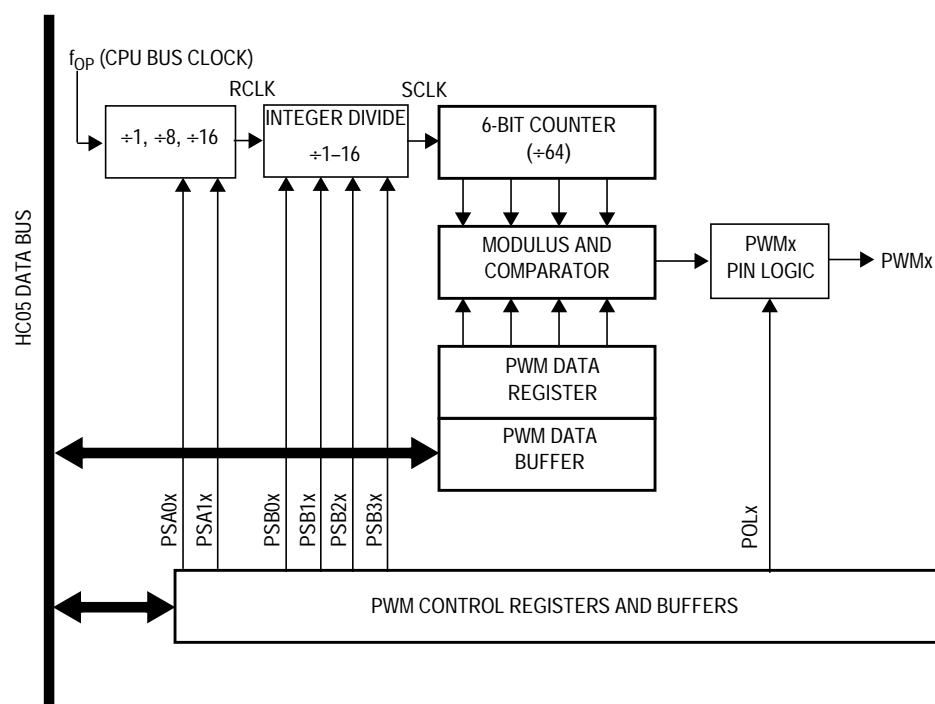 f_OP (CPU BUS CLOCK)
RCLK
SCLK
÷1, ÷8, ÷16
INTEGER DIVIDE
÷1–16
6-BIT COUNTER
(÷64)
MODULUS AND
COMPARATOR
PWMx
PIN LOGIC
PWMx
HC05 DATA BUS
PWM DATA
REGISTER
PWM DATA
BUFFER
PSA0x
PSA1x
PSB0x
PSB1x
PSB2x
PSB3x
POLx
PWM CONTROL REGISTERS AND BUFFERS